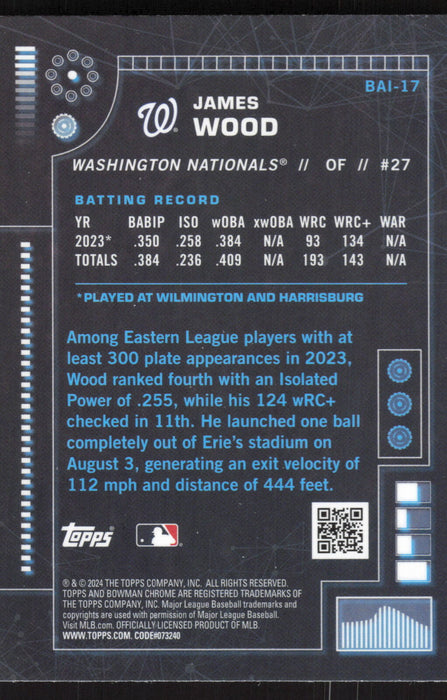 BAI-17
W
JAMES
WOOD
WASHINGTON NATIONALS® // OF // #27
BATTING RECORD
YR BABIP ISO wOBA xwOBA WRC WRC+ WAR
2023* .350 .258 .384 N/A 93 134 N/A
TOTALS .384 .236 .409 N/A 193 143 N/A
*PLAYED AT WILMINGTON AND HARRISBURG
Among Eastern League players with at
least 300 plate appearances in 2023,
Wood ranked fourth with an Isolated
Power of .255, while his 124 wRC+
checked in 11th. He launched one ball
completely out of Erie's stadium on
August 3, generating an exit velocity of
112 mph and distance of 444 feet.
topps®
® & © 2024 THE TOPPS COMPANY, INC. ALL RIGHTS RESERVED.
TOPPS AND BOWMAN CHROME ARE REGISTERED TRADEMARKS OF
THE TOPPS COMPANY, INC. Major League Baseball trademarks and
copyrights are used with permission of Major League Baseball.
Visit MLB.com. OFFICIALLY LICENSED PRODUCT OF MLB.
WWW.TOPPS.COM. CODE#073240